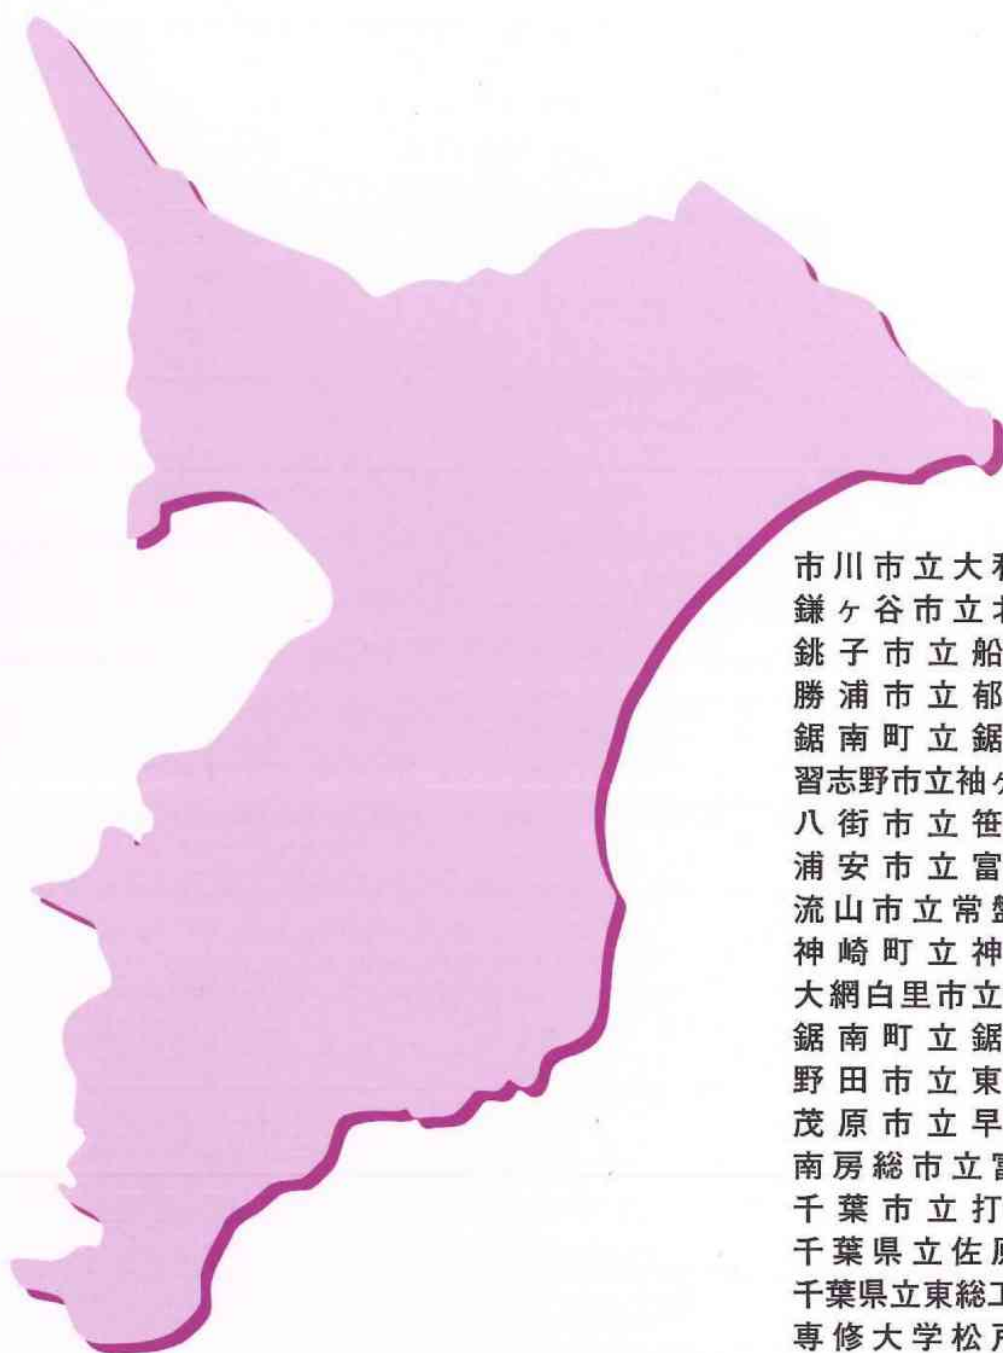 市川市立大
鎌ヶ谷市立
銚子市立船
勝浦市立郁
鋸南町立鋸
習志野市立袖ヶ
八街市立笹
浦安市立富
流山市立常盤
神崎町立神
大網白里市立
鋸南町立鋸
野田市立東
茂原市立早
南房総市立富
千葉市立打
千葉県立佐原
千葉県立東総工
専修大学松戸